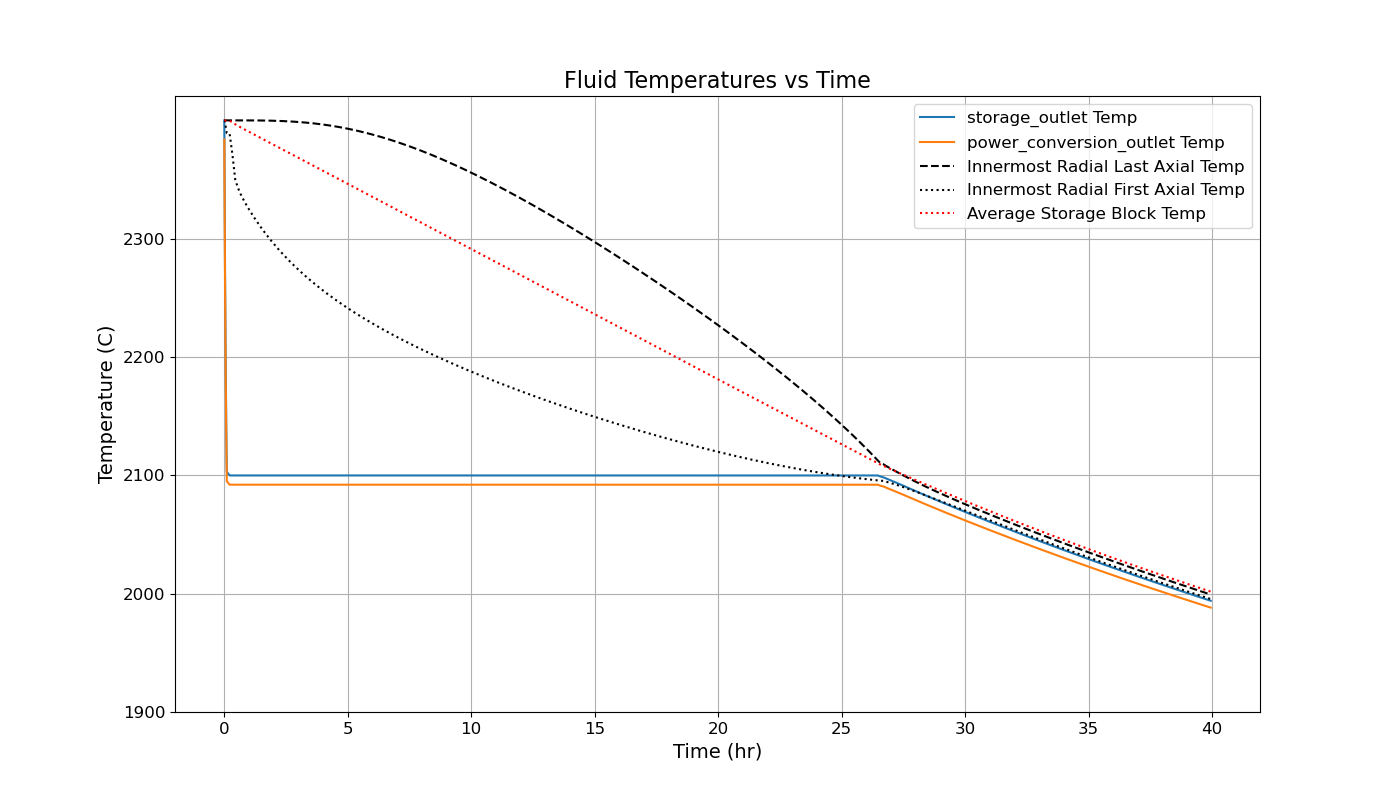 Fluid Temperatures vs Time
storage_outlet Temp
power_conversion_outlet Temp
Innermost Radial Last Axial Temp
Innermost Radial First Axial Temp
Average Storage Block Temp
Temperature (C)
2300
2200
2100
2000
1900
0 5 10 15 20 25 30 35 40
Time (hr)